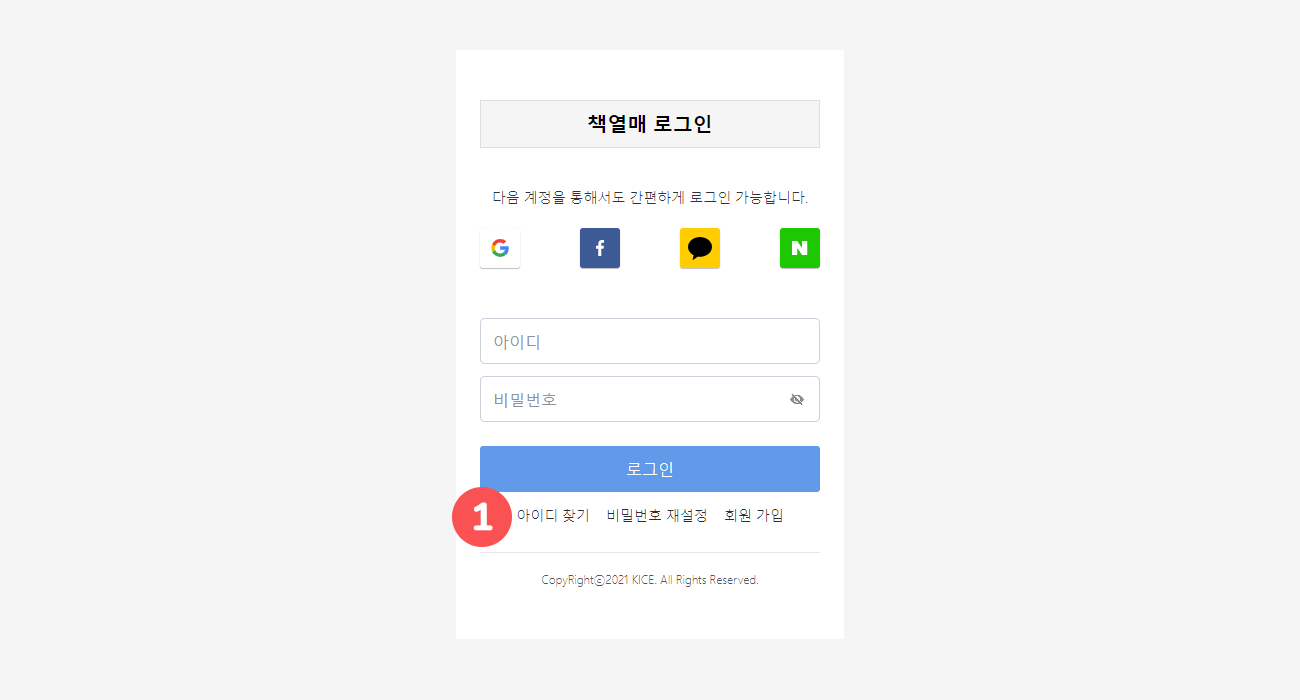 책열매 로그인
다음 계정을 통해서도 간편하게 로그인 가능합니다.
G f N
아이디
비밀번호
로그인
1 아이디 찾기 비밀번호 재설정 회원 가입
CopyRightⓒ2021 KICE. All Rights Reserved.